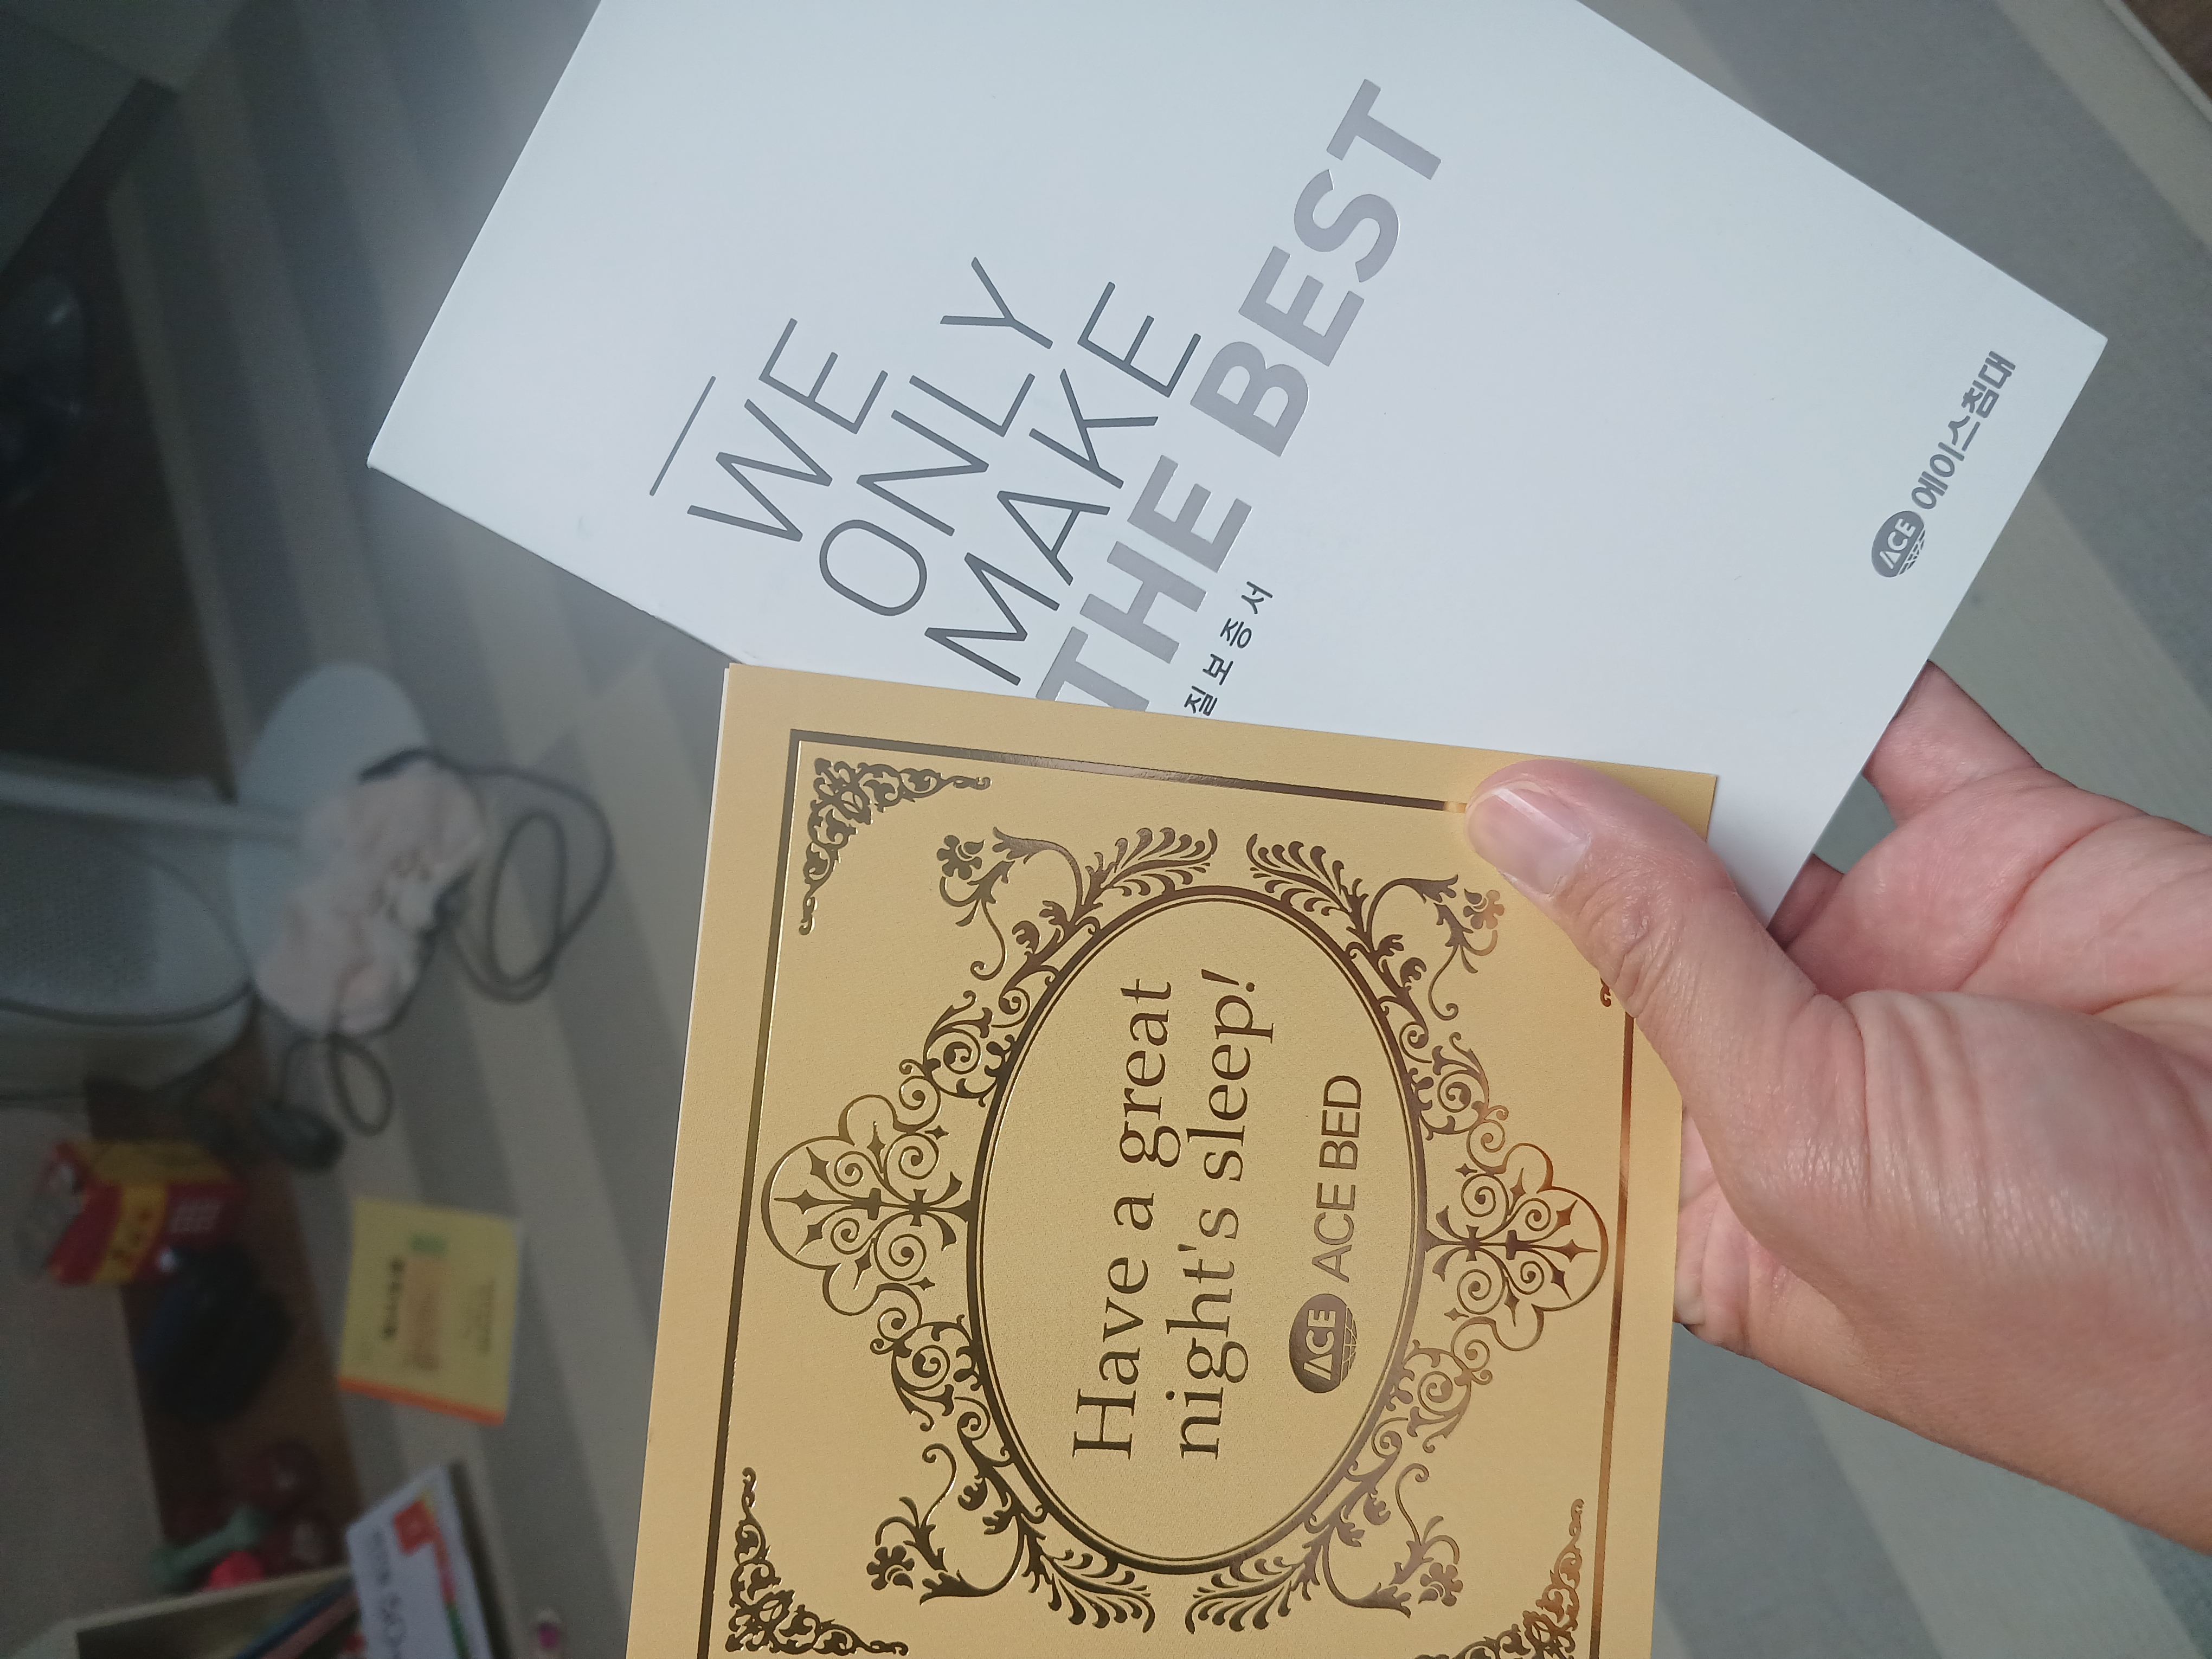 WE
ONLY
MAKE
THE BEST
질보증서
ACE 에이스침대
Have a great
night's sleep!
ACE ACE BED